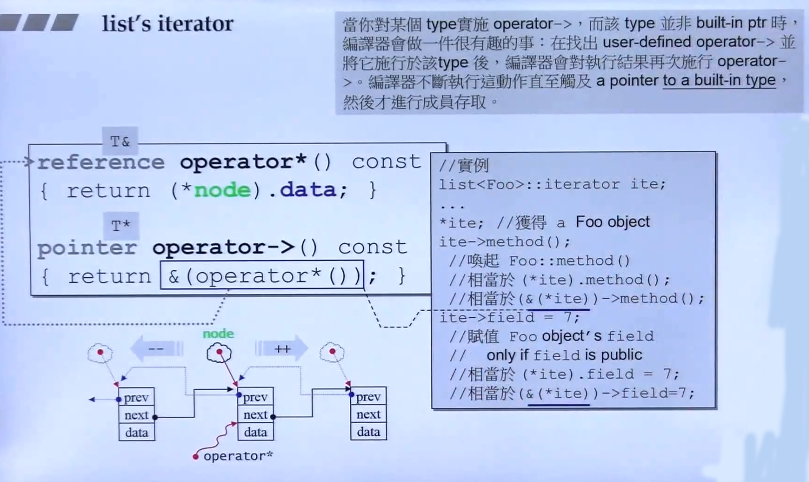 list's iterator
當你對某個 type實施 operator->，而該 type 並非 built-in ptr 時，
編譯器會做一件很有趣的事：在找出 user-defined operator-> 並
將它施行於該type 後，編譯器會對執行結果再次施行 operator-
>。編譯器不斷執行這動作直至觸及 a pointer to a built-in type，
然後才進行成員存取。
T&
reference operator*() const
{ return (*node).data; }
T*
pointer operator->() const
{ return &(operator*()); }
//實例
list<Foo>::iterator ite;
...
*ite; //獲得 a Foo object
ite->method();
//喚起 Foo::method()
//相當於 (*ite).method();
//相當於(&(*ite))->method();
ite->field = 7;
//賦值 Foo object's field
// only if field is public
//相當於 (*ite).field = 7;
//相當於(&(*ite))->field=7;
node
--
++
prev
next
data
prev
next
data
prev
next
data
operator*